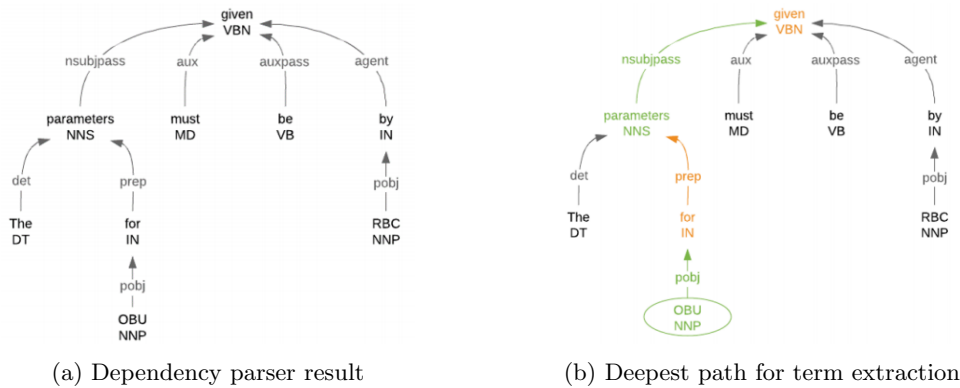 given
VBN
nsubjpass aux auxpass agent
parameters must be by
NNS MD VB IN
det prep pobj
The for RBC
DT IN NNP
pobj
OBU
NNP
(a) Dependency parser result
given
VBN
nsubjpass aux auxpass agent
parameters must be by
NNS MD VB IN
det prep pobj
The for RBC
DT IN NNP
pobj
OBU
NNP
(b) Deepest path for term extraction